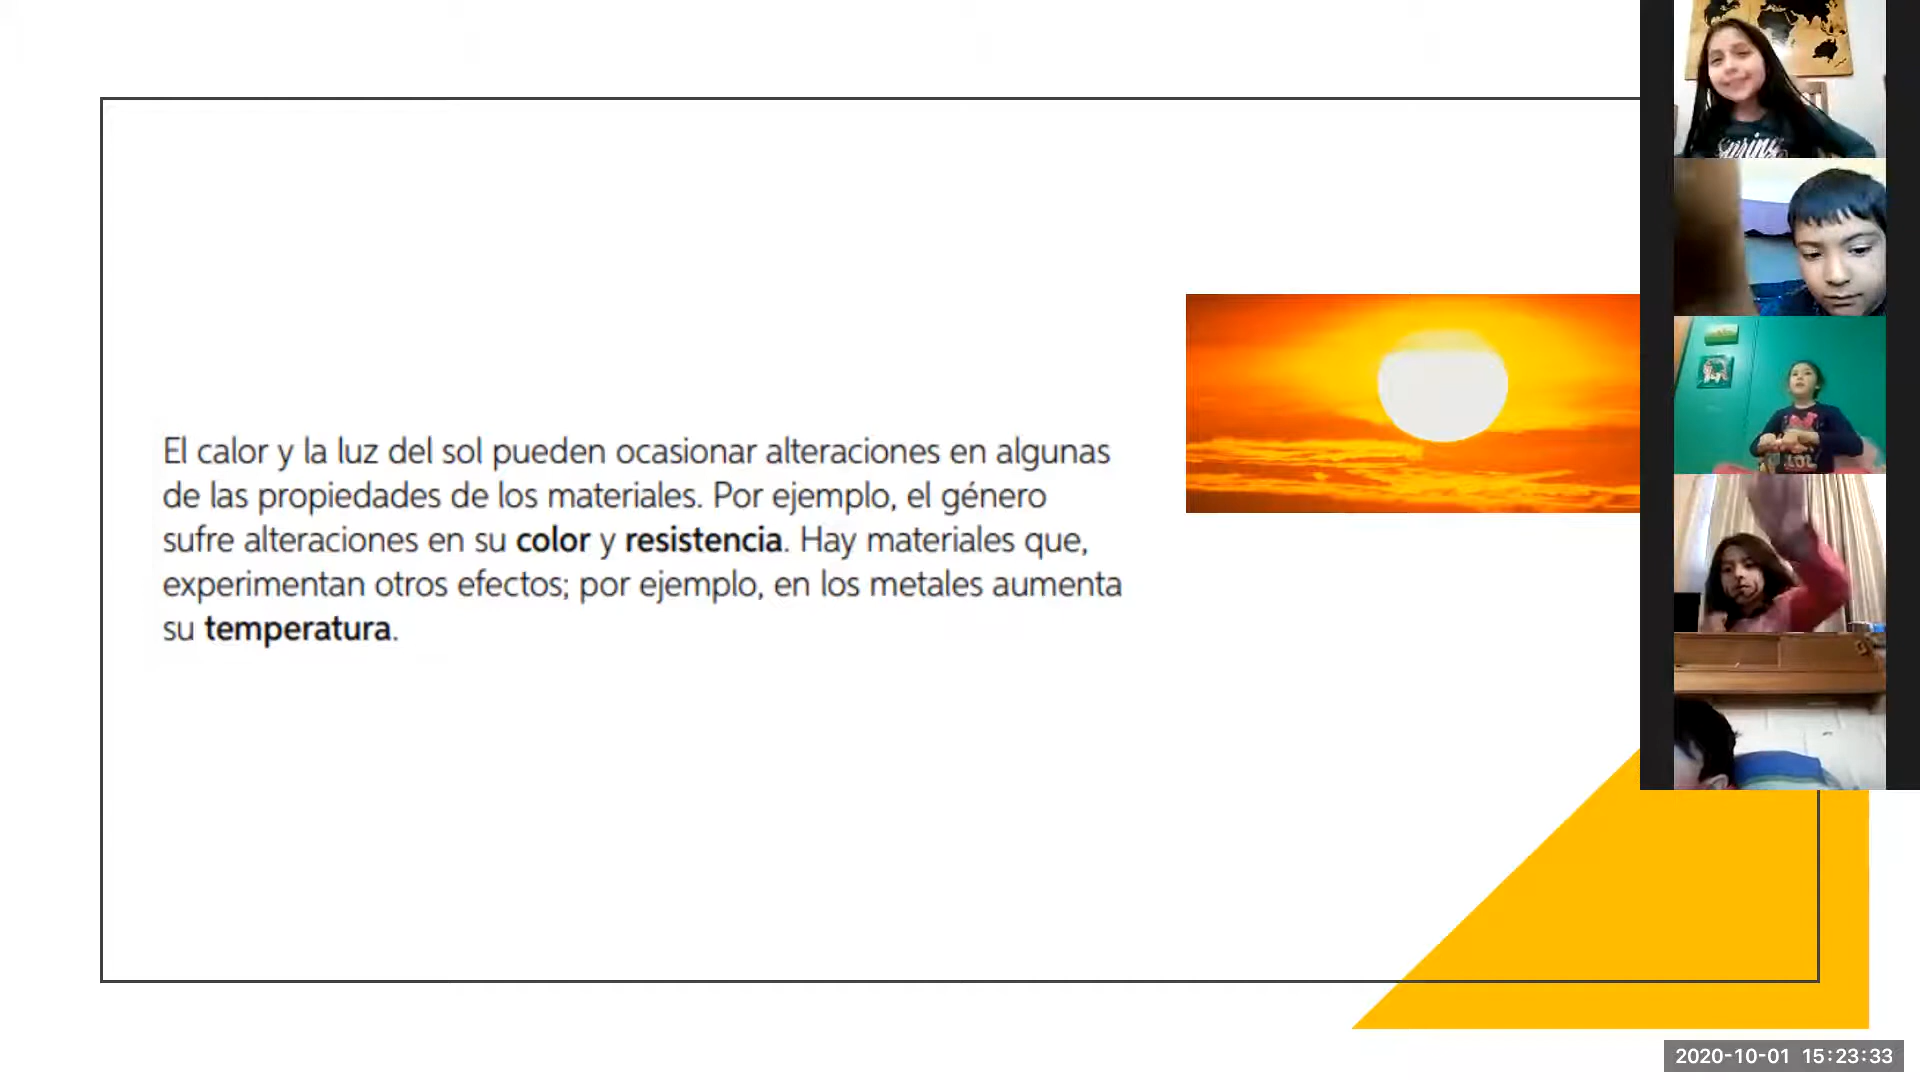 El calor y la luz del sol pueden ocasionar alteraciones en algunas
de las propiedades de los materiales. Por ejemplo, el género
sufre alteraciones en su color y resistencia. Hay materiales que,
experimentan otros efectos; por ejemplo, en los metales aumenta
su temperatura.
2020-10-01 15:23:33